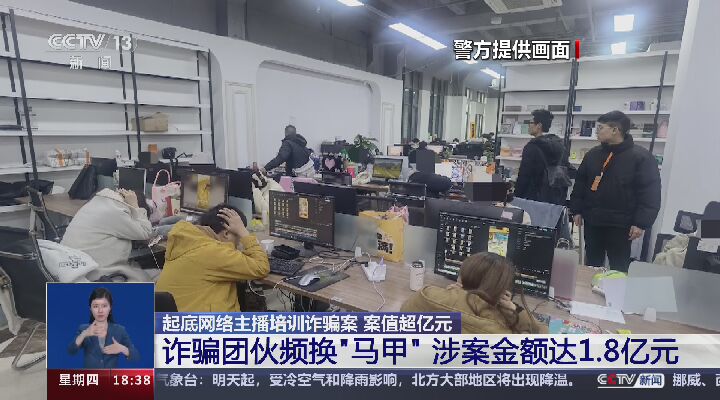 CCTV 13
新闻
警方提供画面
起底网络主播培训诈骗案 案值超亿元
诈骗团伙频换"马甲" 涉案金额达1.8亿元
星期四 18:38 气象台：明天起，受冷空气和降雨影响，北方大部地区将出现降温。 CCTV 新闻 挪威、